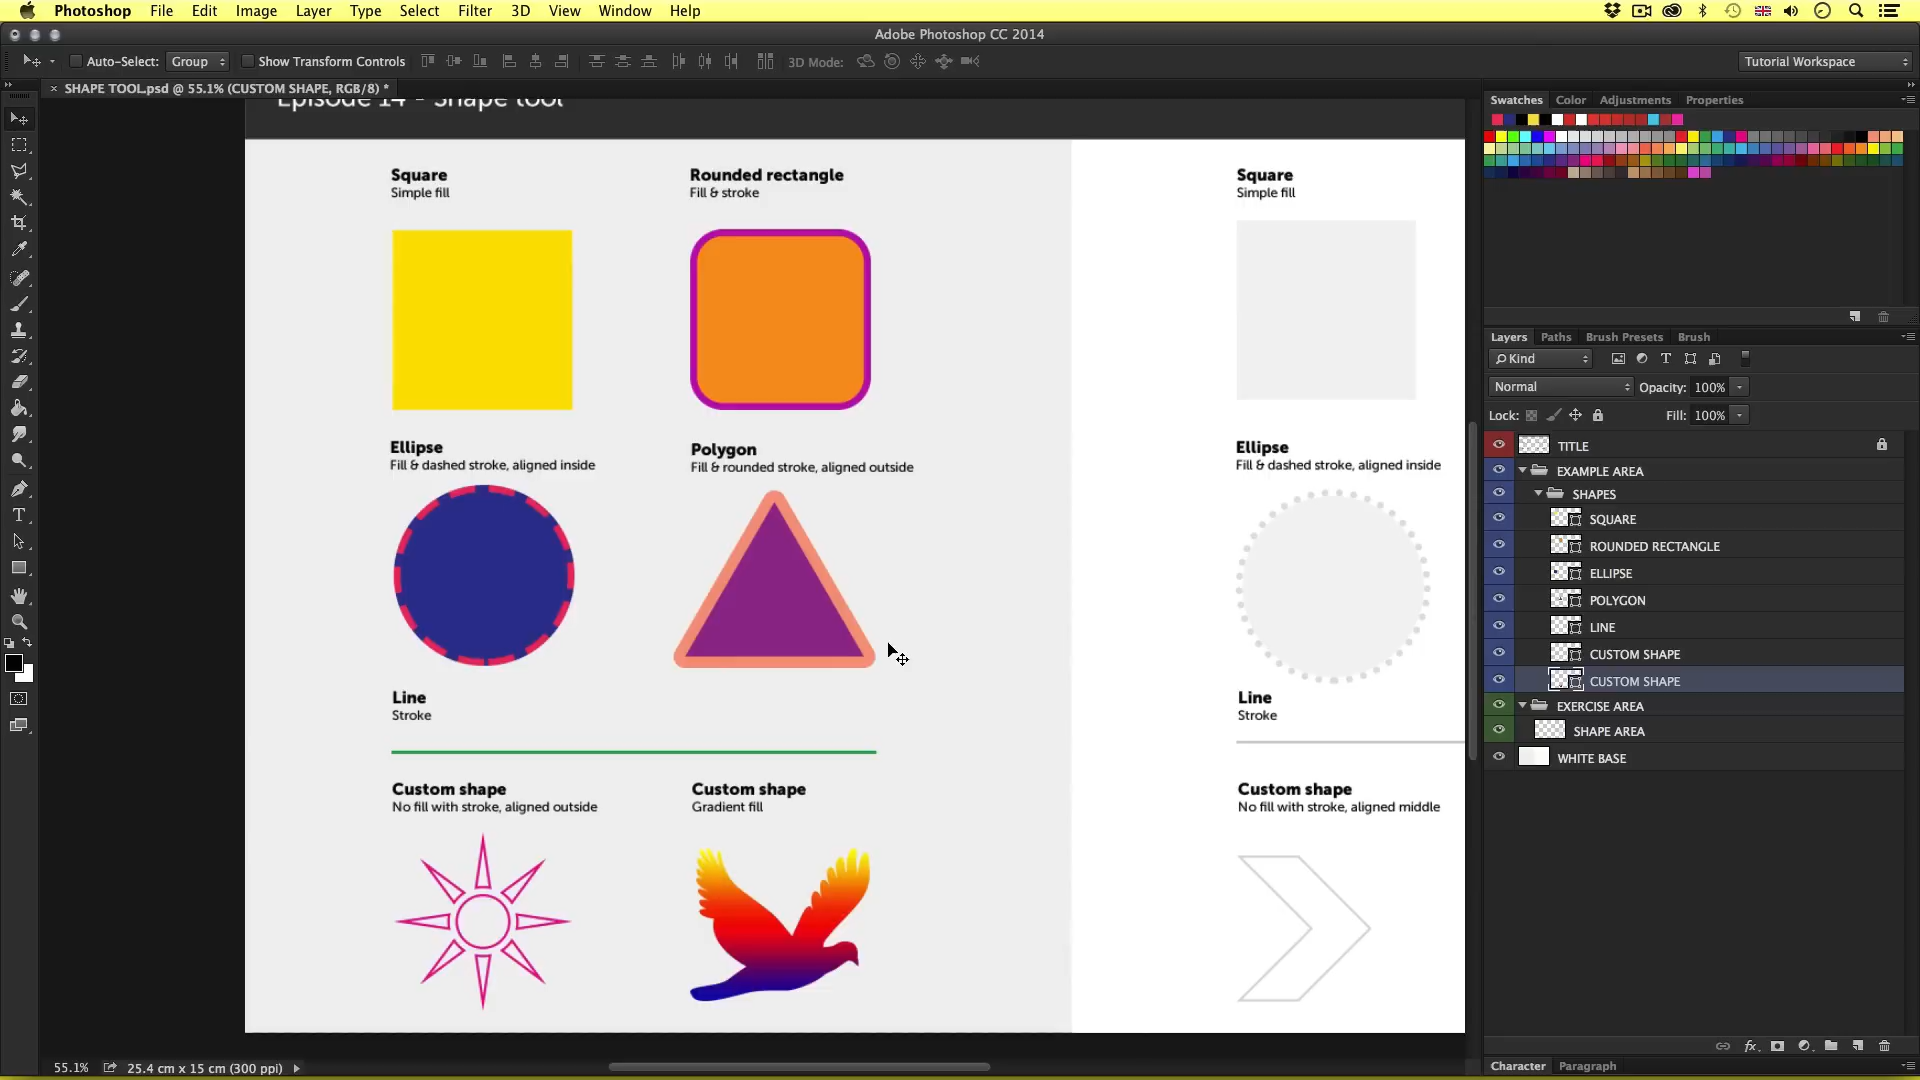 Photoshop File Edit Image Layer Type Select Filter 3D View Window Help
Adobe Photoshop CC 2014
Auto-Select: Group Show Transform Controls 3D Mode: Tutorial Workspace
SHAPE TOOL.psd @ 55.1% (CUSTOM SHAPE, RGB/8) *
Episode 14 - Shape tool
Square
Simple fill
Rounded rectangle
Fill & stroke
Square
Simple fill
Ellipse
Fill & dashed stroke, aligned inside
Polygon
Fill & rounded stroke, aligned outside
Ellipse
Fill & dashed stroke, aligned inside
Line
Stroke
Line
Stroke
Custom shape
No fill with stroke, aligned outside
Custom shape
Gradient fill
Custom shape
No fill with stroke, aligned middle
Swatches Color Adjustments Properties
Layers Paths Brush Presets Brush
Kind
Normal Opacity: 100%
Lock: Fill: 100%
TITLE
EXAMPLE AREA
SHAPES
SQUARE
ROUNDED RECTANGLE
ELLIPSE
POLYGON
LINE
CUSTOM SHAPE
CUSTOM SHAPE
EXERCISE AREA
SHAPE AREA
WHITE BASE
fx
Character Paragraph
55.1% 25.4 cm x 15 cm (300 ppi)